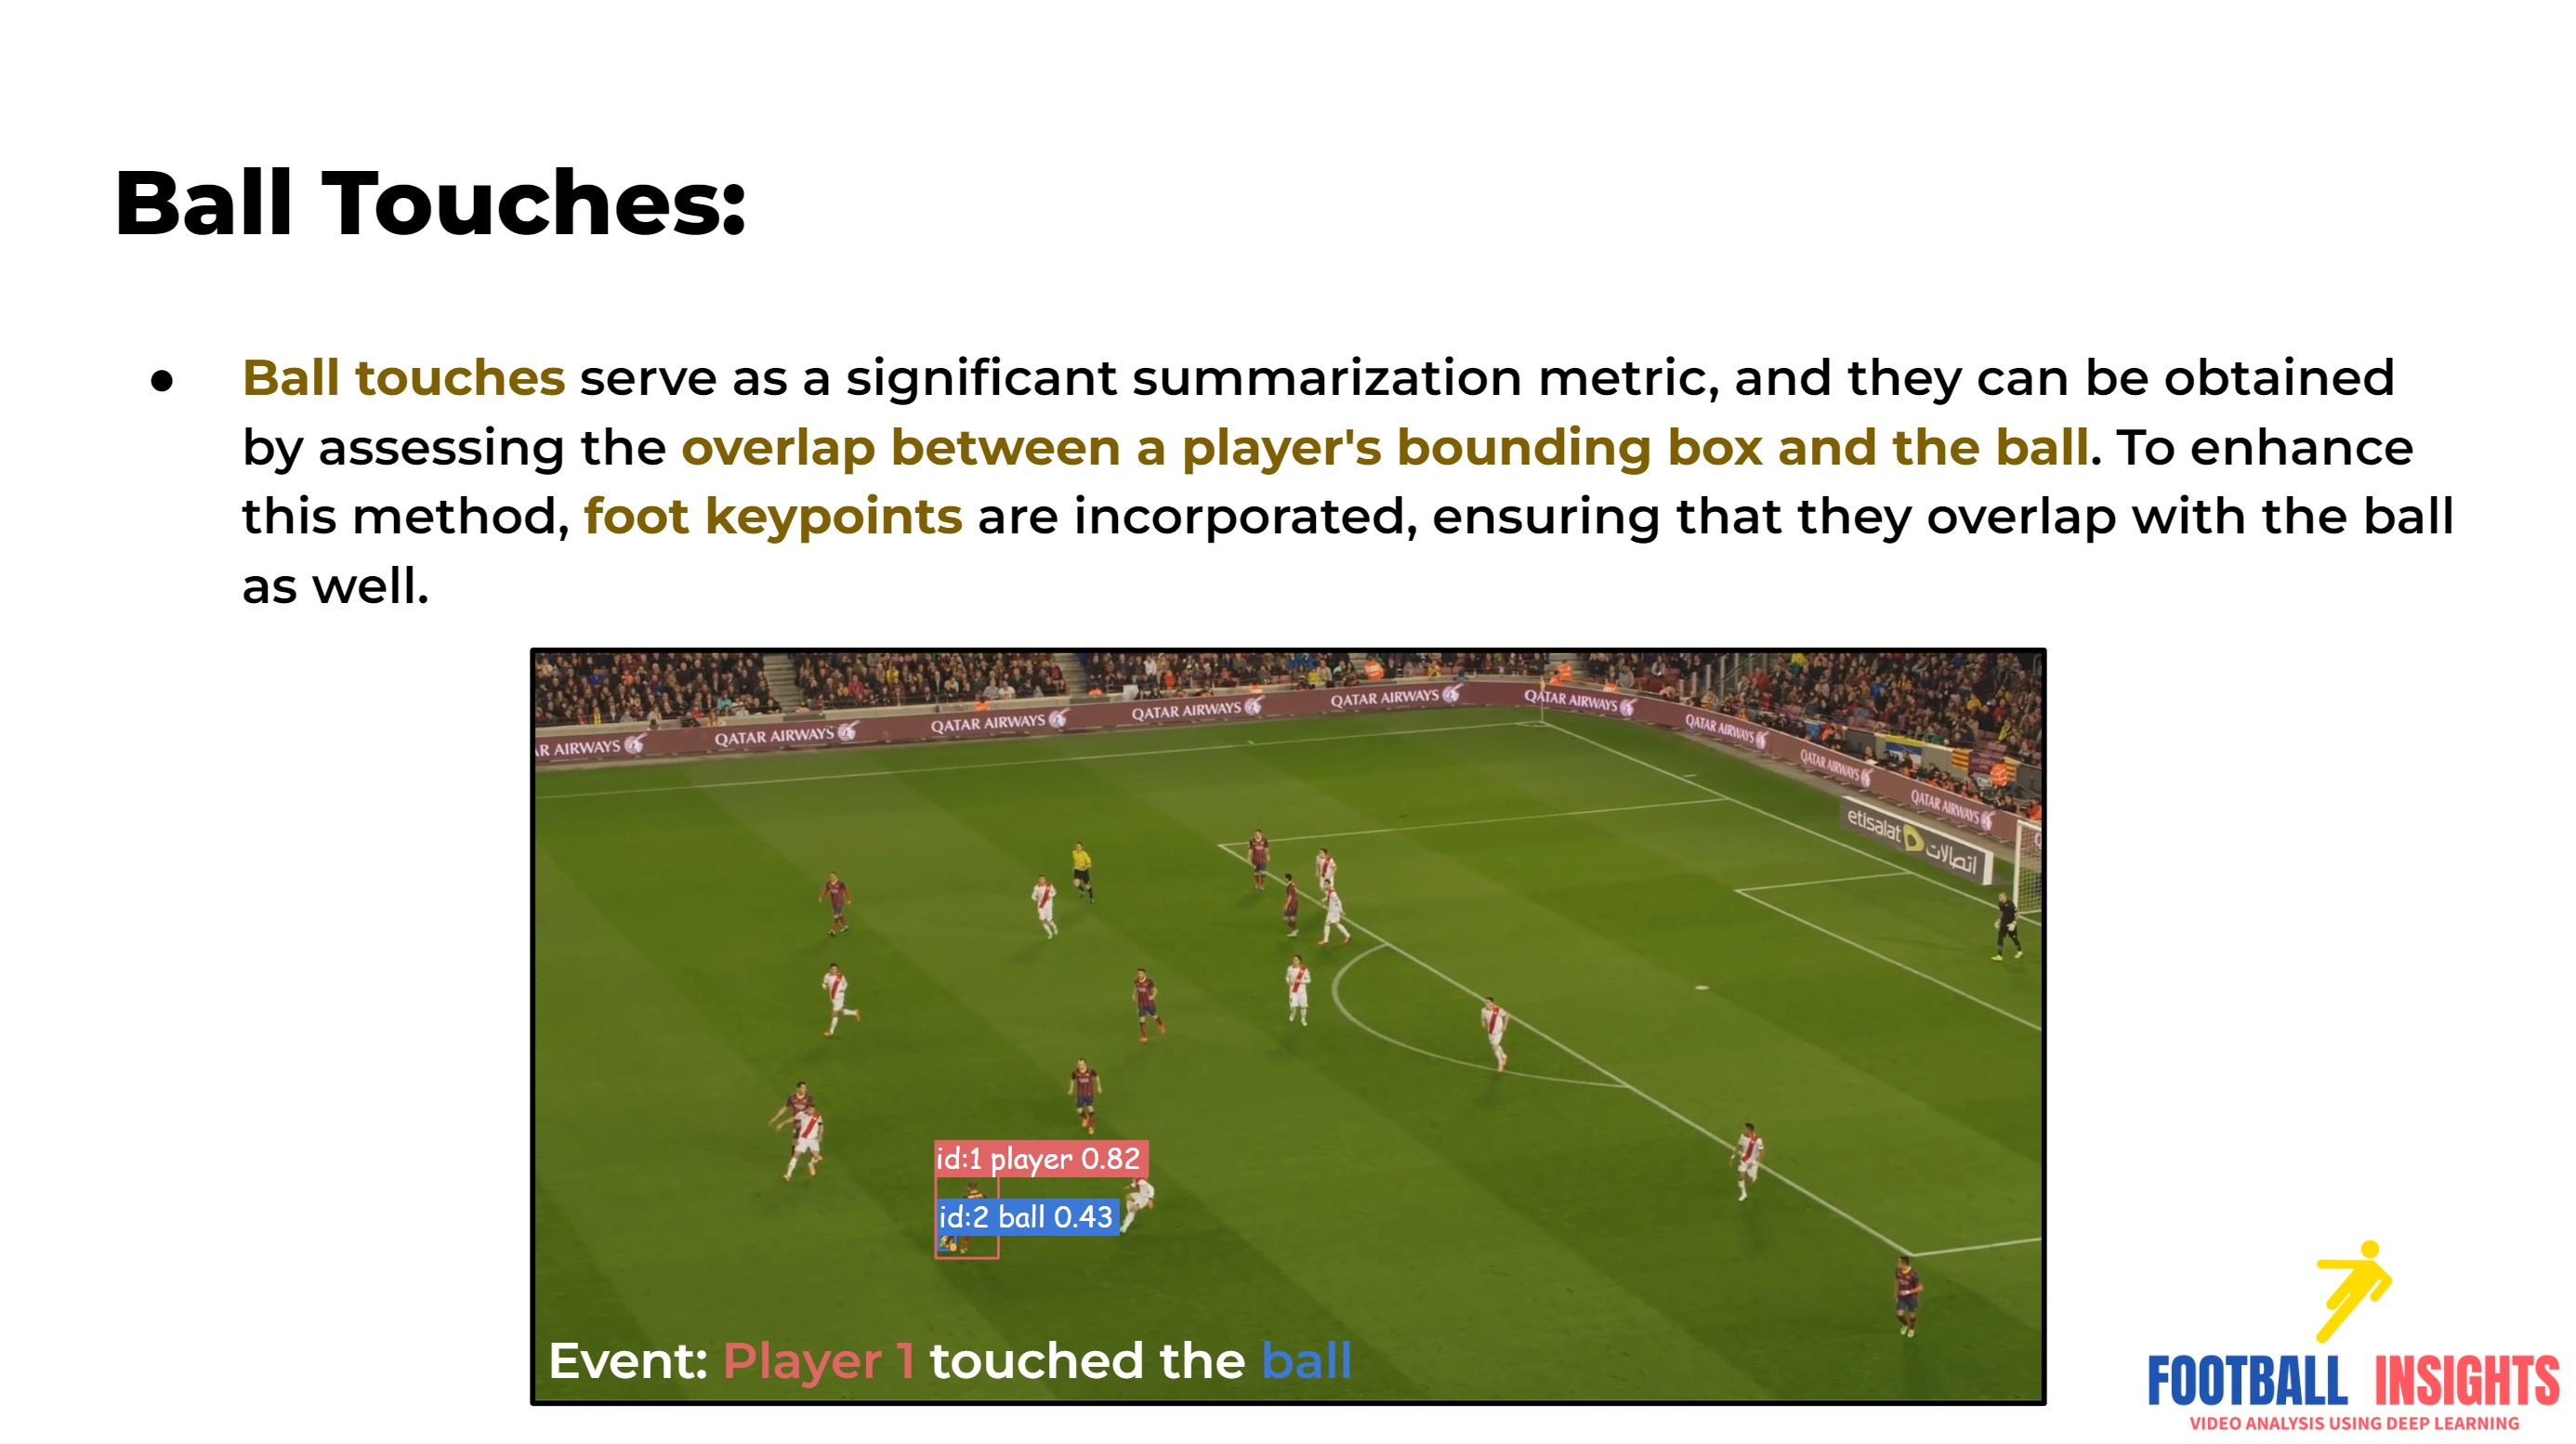 Ball Touches:
● Ball touches serve as a significant summarization metric, and they can be obtained
by assessing the overlap between a player's bounding box and the ball. To enhance
this method, foot keypoints are incorporated, ensuring that they overlap with the ball
as well.
QATAR AIRWAYS
QATAR AIRWAYS
QATAR AIRWAYS
QATAR AIRWAYS
R AIRWAYS
QATAR AIRWAYS
QATAR AIRWAYS
QATAR AIRWAYS
QATAR AIRWAYS
etisalat اتصالات
id:1 player 0.82
id:2 ball 0.43
Event: Player 1 touched the ball
FOOTBALL INSIGHTS
VIDEO ANALYSIS USING DEEP LEARNING